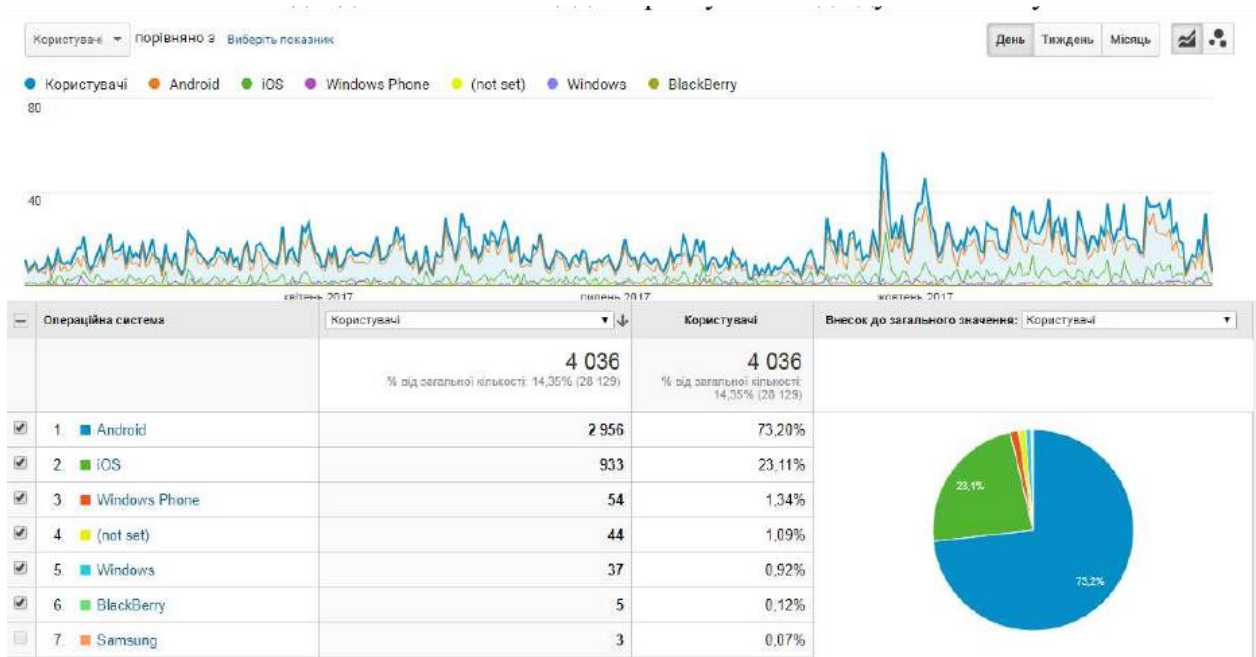 Користувачі порівняно з Виберіть показник
День Тиждень Місяць
Користувачі Android iOS Windows Phone (not set) Windows BlackBerry
80
40
квітень 2017 липень 2017 жовтень 2017
Операційна система Користувачі Користувачі Внесок до загального значення: Користувачі
4 036 4 036
% від загальної кількості: 14,35% (28 129) % від загальної кількості:
14,35% (28 129)
1. Android 2 956 73,20%
2. iOS 933 23,11%
3. Windows Phone 54 1,34%
4. (not set) 44 1,09%
5. Windows 37 0,92%
6. BlackBerry 5 0,12%
7. Samsung 3 0,07%
23,1%
73,2%